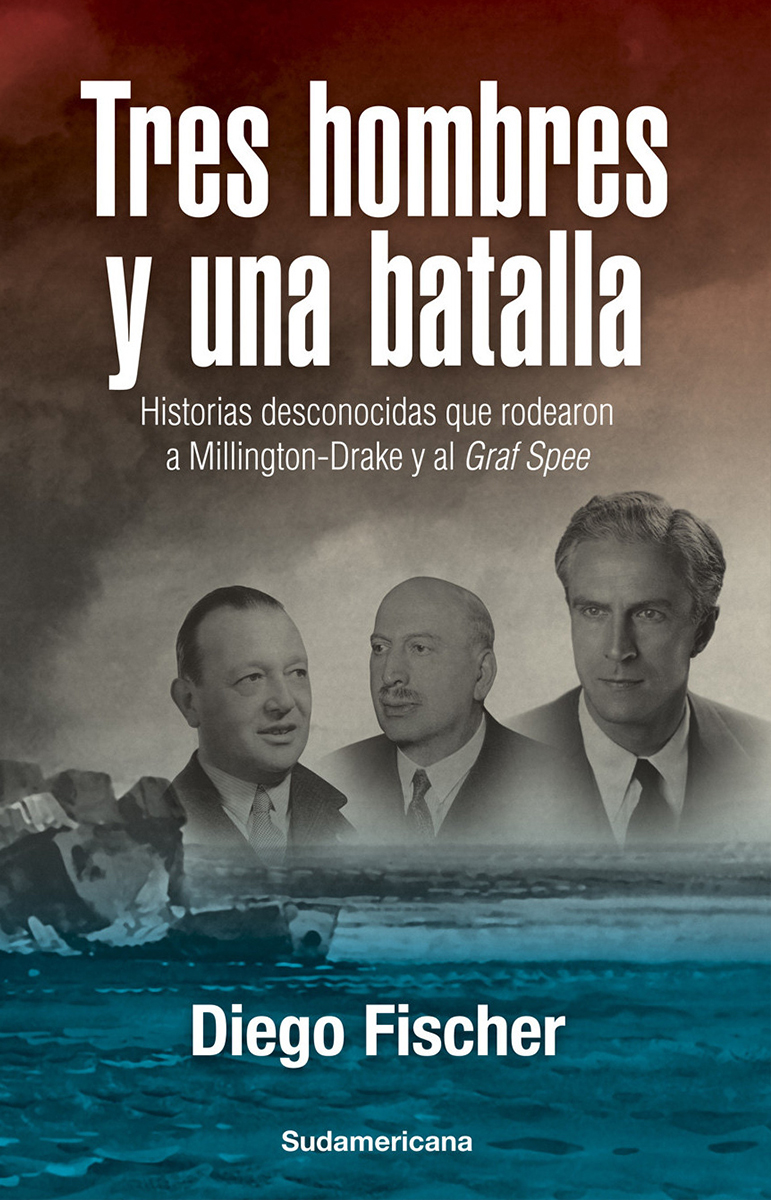 Tres hombres
y una batalla
Historias desconocidas que rodearon
a Millington-Drake y al Graf Spee
Diego Fischer
Sudamericana